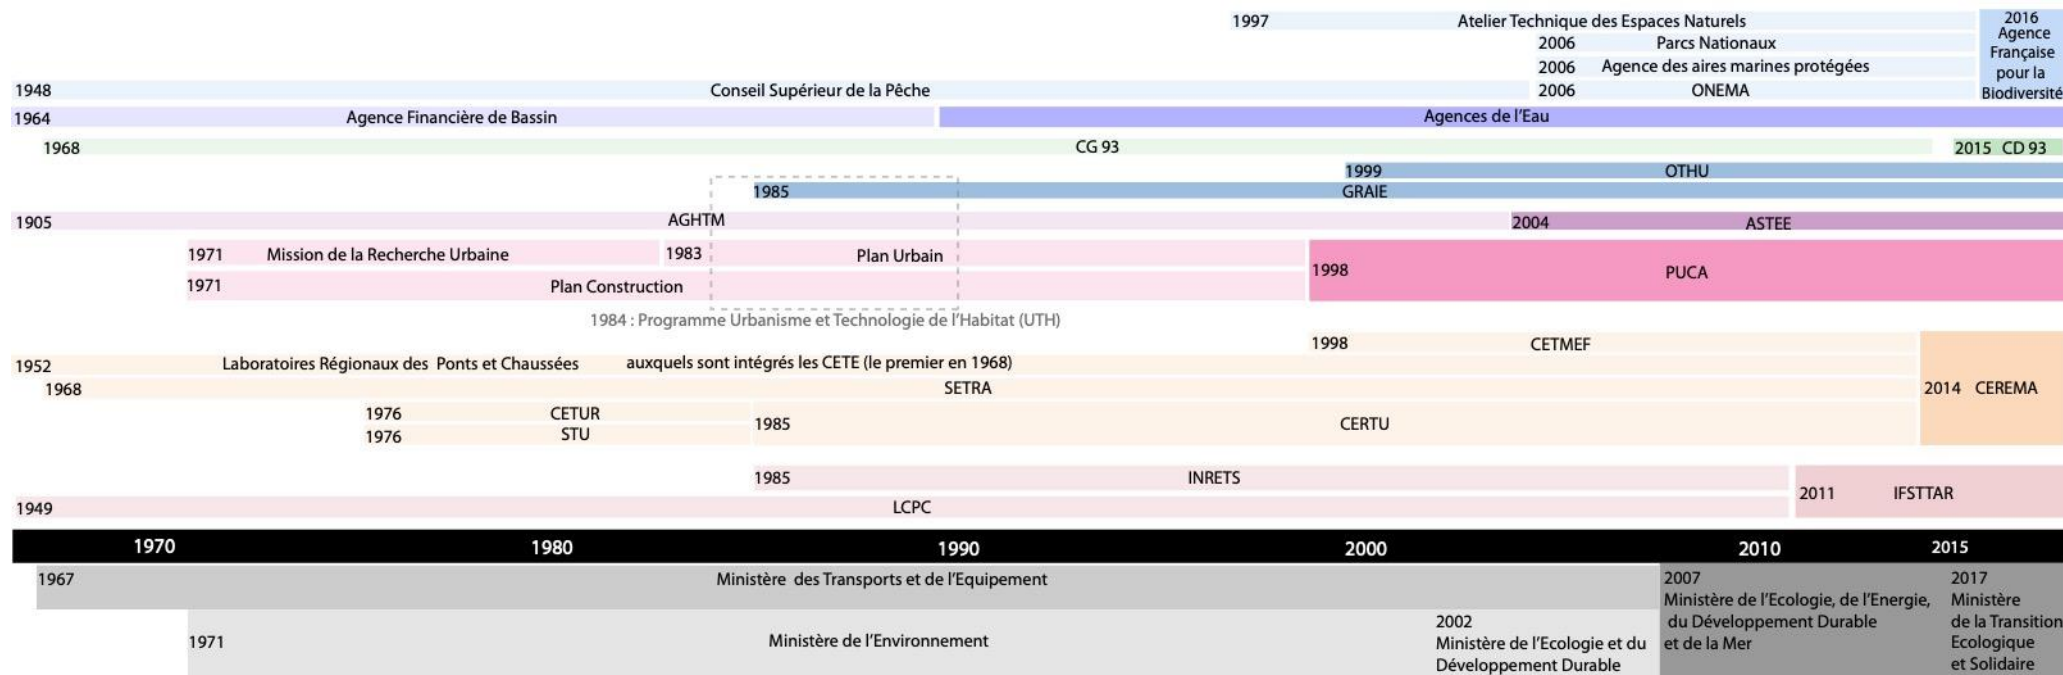 1997 Atelier Technique des Espaces Naturels
2016
Agence
Française
pour la
Biodiversité
2006 Parcs Nationaux
2006 Agence des aires marines protégées
1948 Conseil Supérieur de la Pêche 2006 ONEMA
1964 Agence Financière de Bassin Agences de l'Eau
1968 CG 93 2015 CD 93
1999 OTHU
1985 GRAIE
1905 AGHTM 2004 ASTEE
1971 Mission de la Recherche Urbaine 1983 Plan Urbain
1998 PUCA
1971 Plan Construction
1984 : Programme Urbanisme et Technologie de l'Habitat (UTH)
1998 CETMEF
1952 Laboratoires Régionaux des Ponts et Chaussées auxquels sont intégrés les CETE (le premier en 1968)
1968 SETRA 2014 CEREMA
1976 CETUR
1985 CERTU
1976 STU
1985 INRETS
2011 IFSTTAR
1949 LCPC
1970 1980 1990 2000 2010 2015
1967 Ministère des Transports et de l'Equipement
1971 Ministère de l'Environnement
2002
Ministère de l'Ecologie et du
Développement Durable
2007
Ministère de l'Ecologie, de l'Energie,
du Développement Durable
et de la Mer
2017
Ministère
de la Transition
Ecologique
et Solidaire